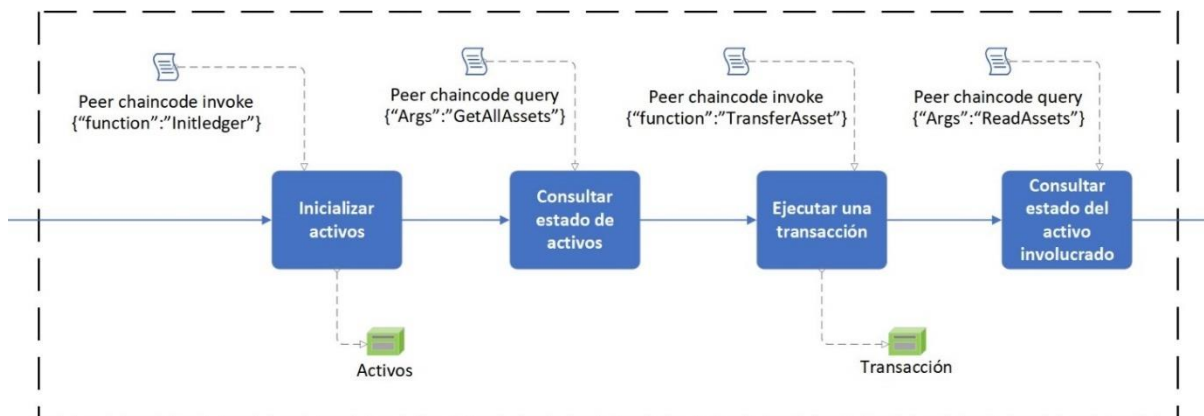 Peer chaincode invoke
{“function”:”Initledger”}
Peer chaincode query
{“Args”:”GetAllAssets”}
Peer chaincode invoke
{“function”:”TransferAsset”}
Peer chaincode query
{“Args”:”ReadAssets”}
Inicializar
activos
Consultar
estado de
activos
Ejecutar una
transacción
Consultar
estado del
activo
involucrado
Activos
Transacción